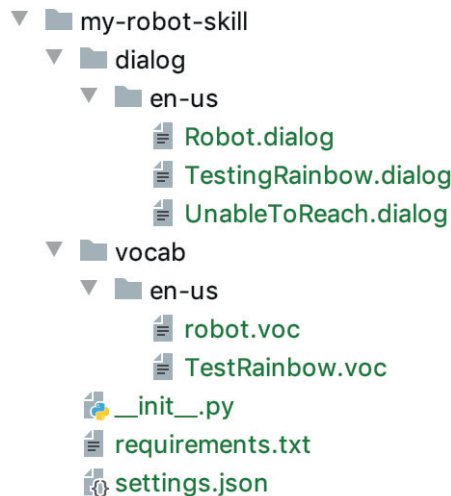 my-robot-skill
dialog
en-us
Robot.dialog
TestingRainbow.dialog
UnableToReach.dialog
vocab
en-us
robot.voc
TestRainbow.voc
__init__.py
requirements.txt
settings.json